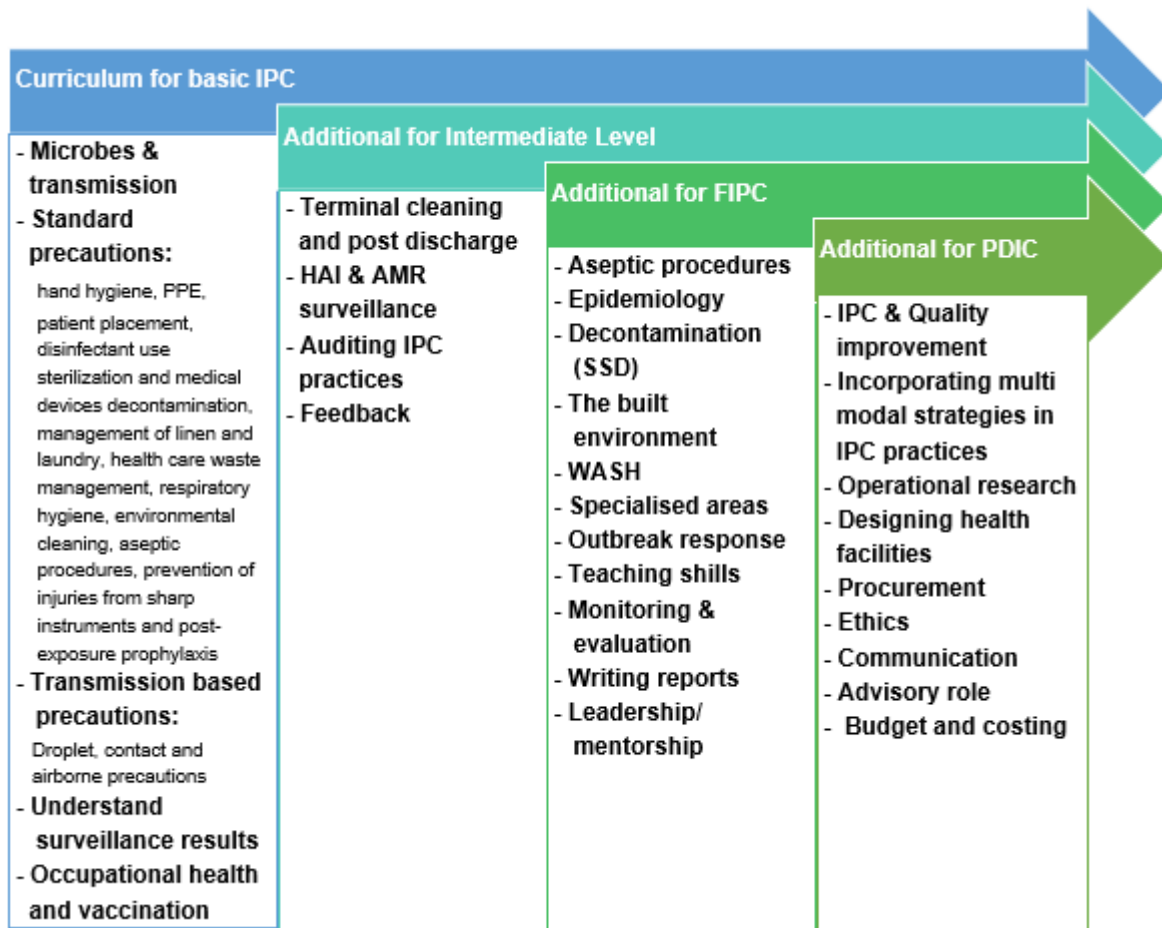 Curriculum for basic IPC
- Microbes &
transmission
- Standard
precautions:
hand hygiene, PPE,
patient placement,
disinfectant use
sterilization and medical
devices decontamination,
management of linen and
laundry, health care waste
management, respiratory
hygiene, environmental
cleaning, aseptic
procedures, prevention of
injuries from sharp
instruments and post-
exposure prophylaxis
- Transmission based
precautions:
Droplet, contact and
airborne precautions
- Understand
surveillance results
- Occupational health
and vaccination
Additional for Intermediate Level
- Terminal cleaning
and post discharge
- HAI & AMR
surveillance
- Auditing IPC
practices
- Feedback
Additional for FIPC
- Aseptic procedures
- Epidemiology
- Decontamination
(SSD)
- The built
environment
- WASH
- Specialised areas
- Outbreak response
- Teaching shills
- Monitoring &
evaluation
- Writing reports
- Leadership/
mentorship
Additional for PDIC
- IPC & Quality
improvement
- Incorporating multi
modal strategies in
IPC practices
- Operational research
- Designing health
facilities
- Procurement
- Ethics
- Communication
- Advisory role
- Budget and costing